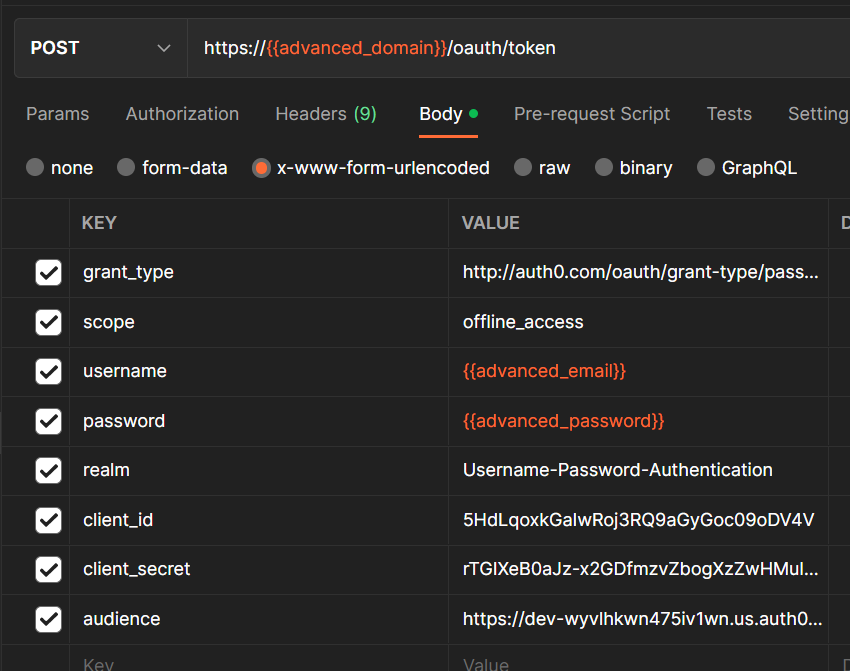 POST https://{{advanced_domain}}/oauth/token
Params Authorization Headers (9) Body Pre-request Script Tests Setting
none form-data x-www-form-urlencoded raw binary GraphQL
KEY VALUE D
grant_type http://auth0.com/oauth/grant-type/pass...
scope offline_access
username {{advanced_email}}
password {{advanced_password}}
realm Username-Password-Authentication
client_id 5HdLqoxkGalwRoj3RQ9aGyGoc09oDV4V
client_secret rTGIXeB0aJz-x2GDfmzvZbogXzZwHMul...
audience https://dev-wyvlhkwn475iv1wn.us.auth0...
Key Value D